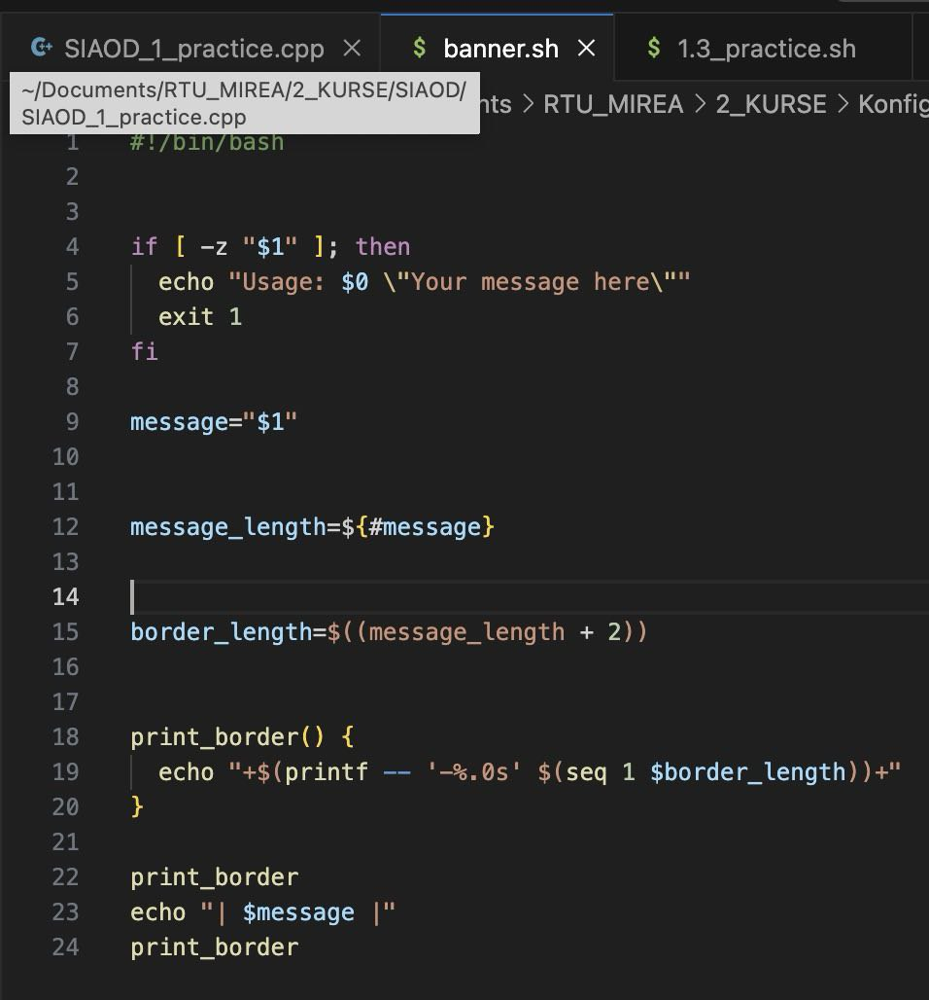 SIAOD_1_practice.cpp
banner.sh
1.3_practice.sh
~/Documents/RTU_MIREA/2_KURSE/SIAOD/
SIAOD_1_practice.cpp
nts > RTU_MIREA > 2_KURSE > Konfig
1 #!/bin/bash
2
3
4 if [ -z "$1" ]; then
5 echo "Usage: $0 \"Your message here\""
6 exit 1
7 fi
8
9 message="$1"
10
11
12 message_length=${#message}
13
14
15 border_length=$((message_length + 2))
16
17
18 print_border() {
19 echo "+$(printf -- '-%.0s' $(seq 1 $border_length))+"
20 }
21
22 print_border
23 echo "| $message |"
24 print_border